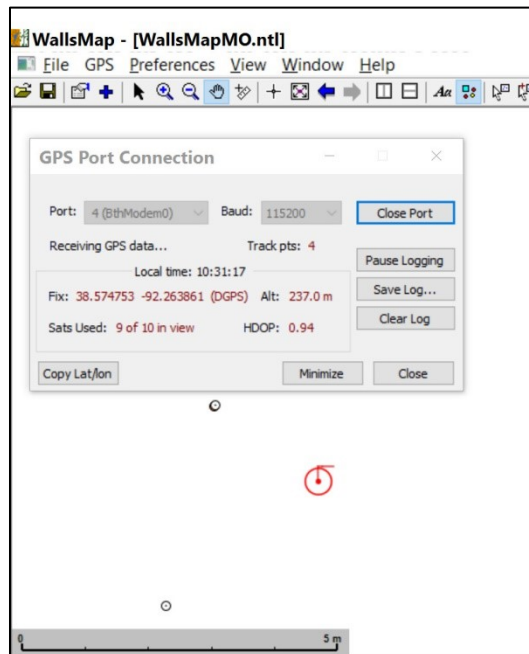 WallsMap - [WallsMapMO.ntl]
File GPS Preferences View Window Help
Aa
GPS Port Connection
Port: 4 (BthModem0) Baud: 115200 Close Port
Receiving GPS data... Track pts: 4
Pause Logging
Local time: 10:31:17
Fix: 38.574753 -92.263861 (DGPS) Alt: 237.0 m Save Log...
Sats Used: 9 of 10 in view HDOP: 0.94 Clear Log
Copy Lat/lon Minimize Close
0 5 m